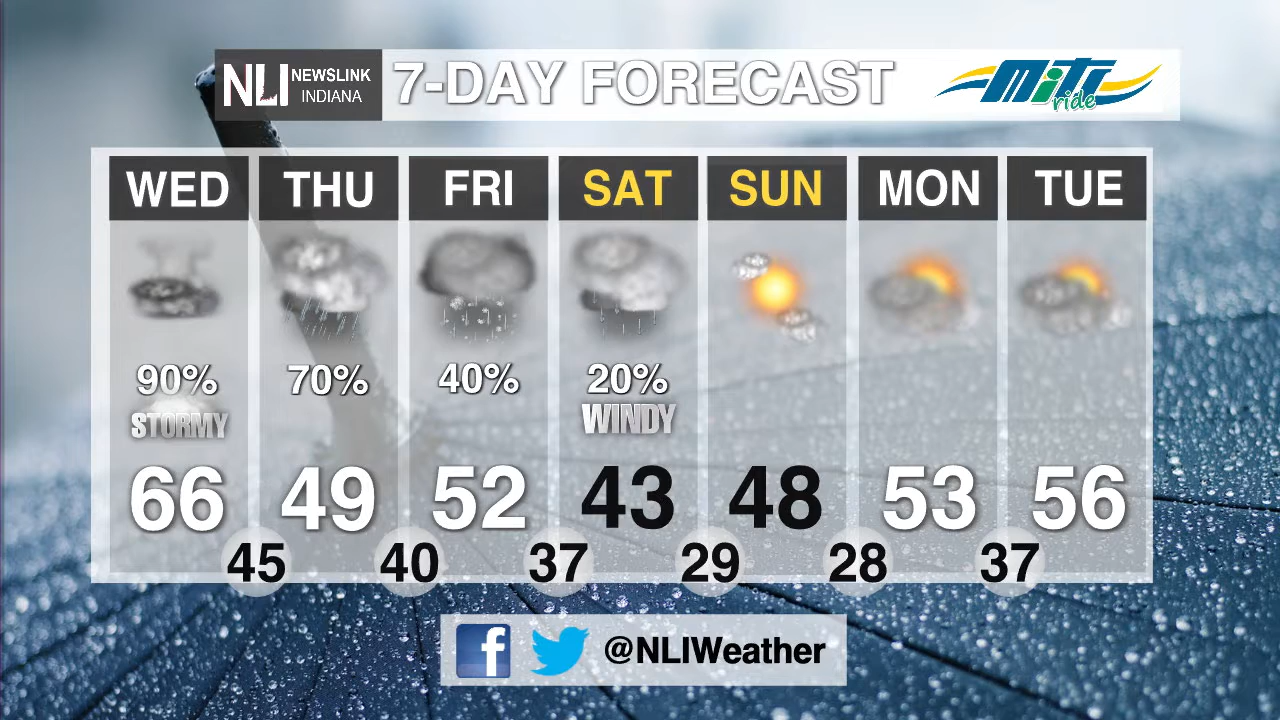 NLI NEWSLINK INDIANA 7-DAY FORECAST MiTS ride
WED THU FRI SAT SUN MON TUE
90% 70% 40% 20%
STORMY WINDY
66 49 52 43 48 53 56
45 40 37 29 28 37
@NLIWeather